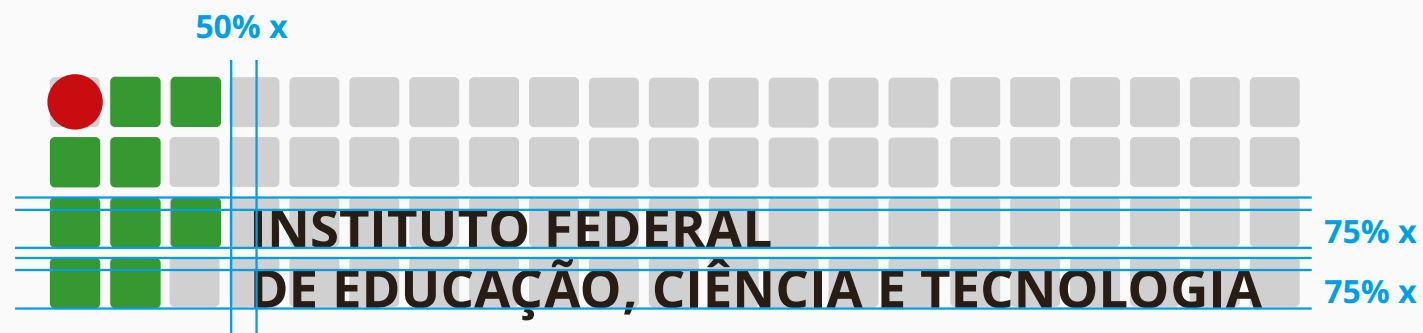 50% x
INSTITUTO FEDERAL
75% x
DE EDUCAÇÃO, CIÊNCIA E TECNOLOGIA
75% x